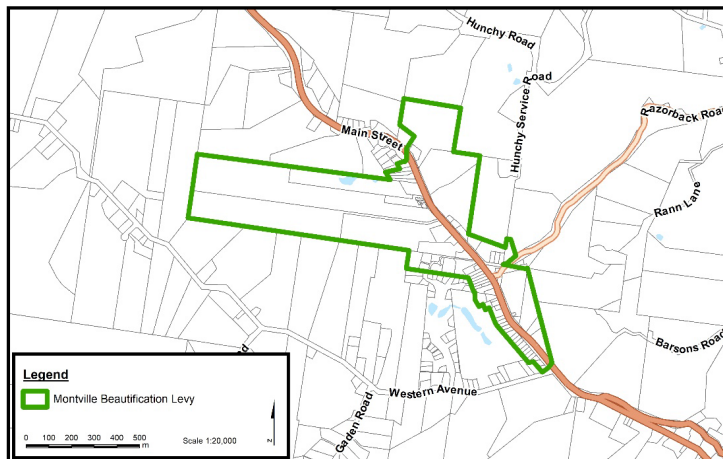 Hunchy Road
Hunchy Service Road
Razorback Road
Main Street
Rann Lane
Barsons Road
Western Avenue
Gaden Road
Legend
Montville Beautification Levy
0 100 200 300 400 500
m
Scale 1:20,000
z